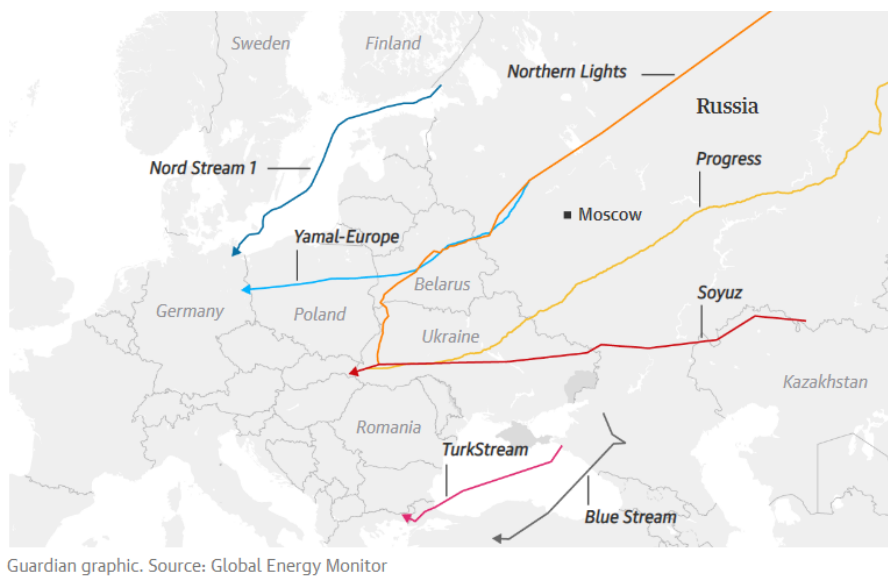 Sweden
Finland
Northern Lights
Russia
Nord Stream 1
Progress
Moscow
Yamal-Europe
Belarus
Germany
Poland
Soyuz
Ukraine
Kazakhstan
Romania
TurkStream
Blue Stream
Guardian graphic. Source: Global Energy Monitor